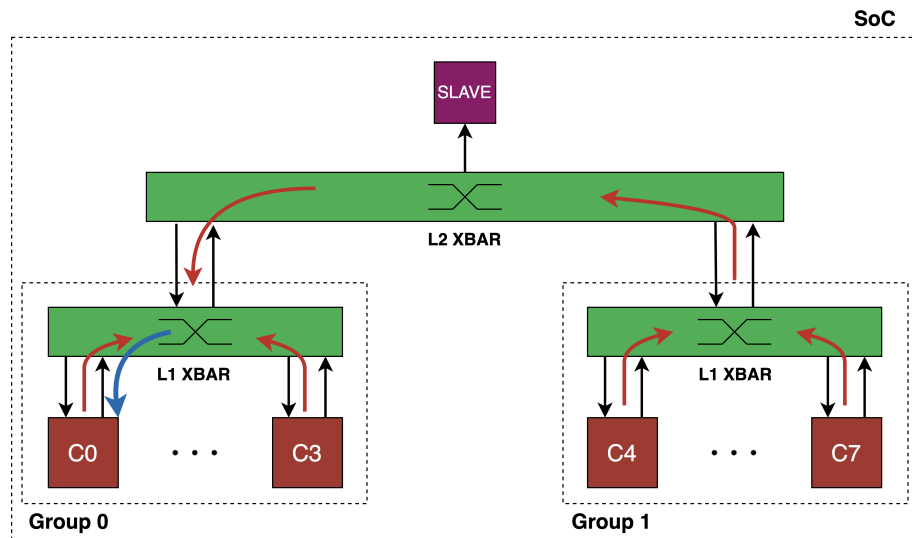 SoC
SLAVE
L2 XBAR
L1 XBAR
L1 XBAR
C0
. . .
C3
C4
. . .
C7
Group 0
Group 1